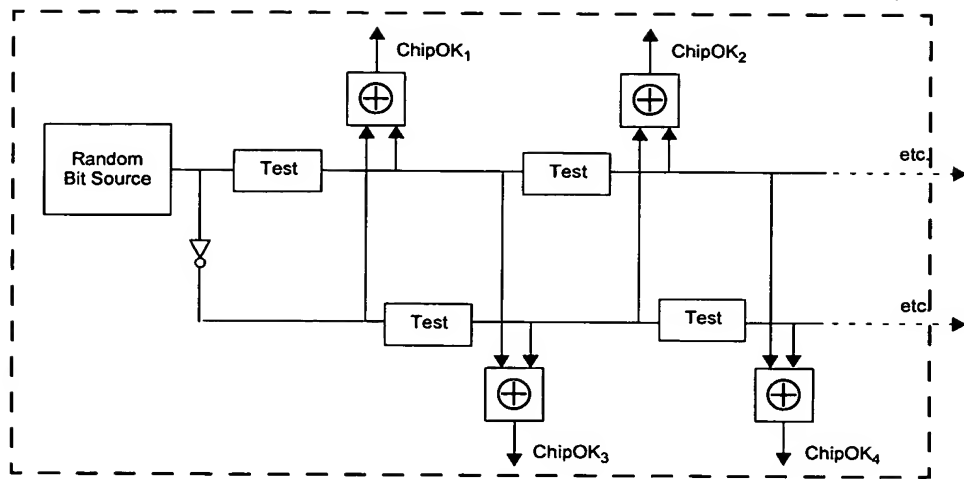 ChipOK₁
ChipOK₂
Random
Bit Source
Test
Test
etc.
Test
Test
etc
ChipOK₃
ChipOK₄